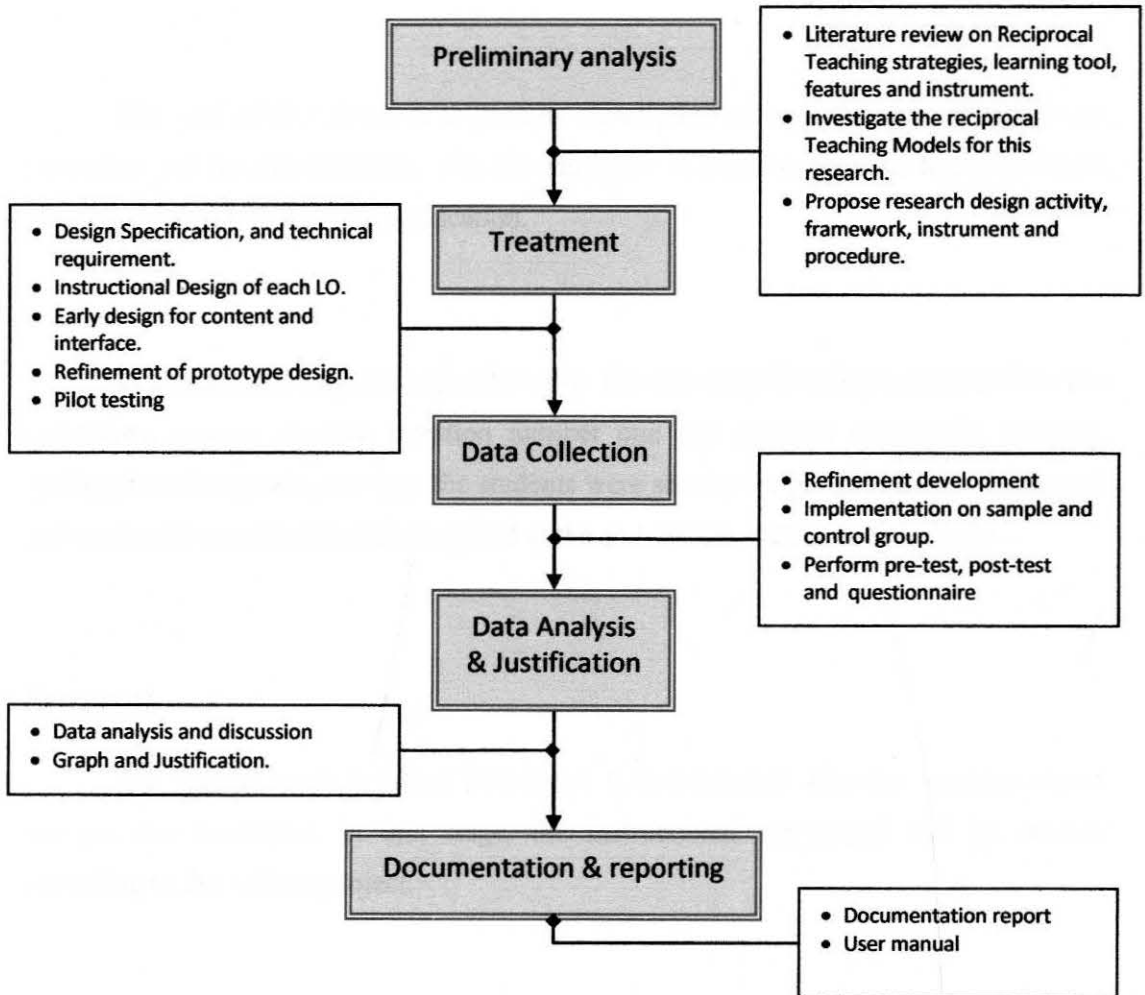 Preliminary analysis
• Literature review on Reciprocal
Teaching strategies, learning tool,
features and instrument.
• Investigate the reciprocal
Teaching Models for this
research.
• Propose research design activity,
framework, instrument and
procedure.
Treatment
• Design Specification, and technical
requirement.
• Instructional Design of each LO.
• Early design for content and
interface.
• Refinement of prototype design.
• Pilot testing
Data Collection
• Refinement development
• Implementation on sample and
control group.
• Perform pre-test, post-test
and questionnaire
Data Analysis
& Justification
• Data analysis and discussion
• Graph and Justification.
Documentation & reporting
• Documentation report
• User manual